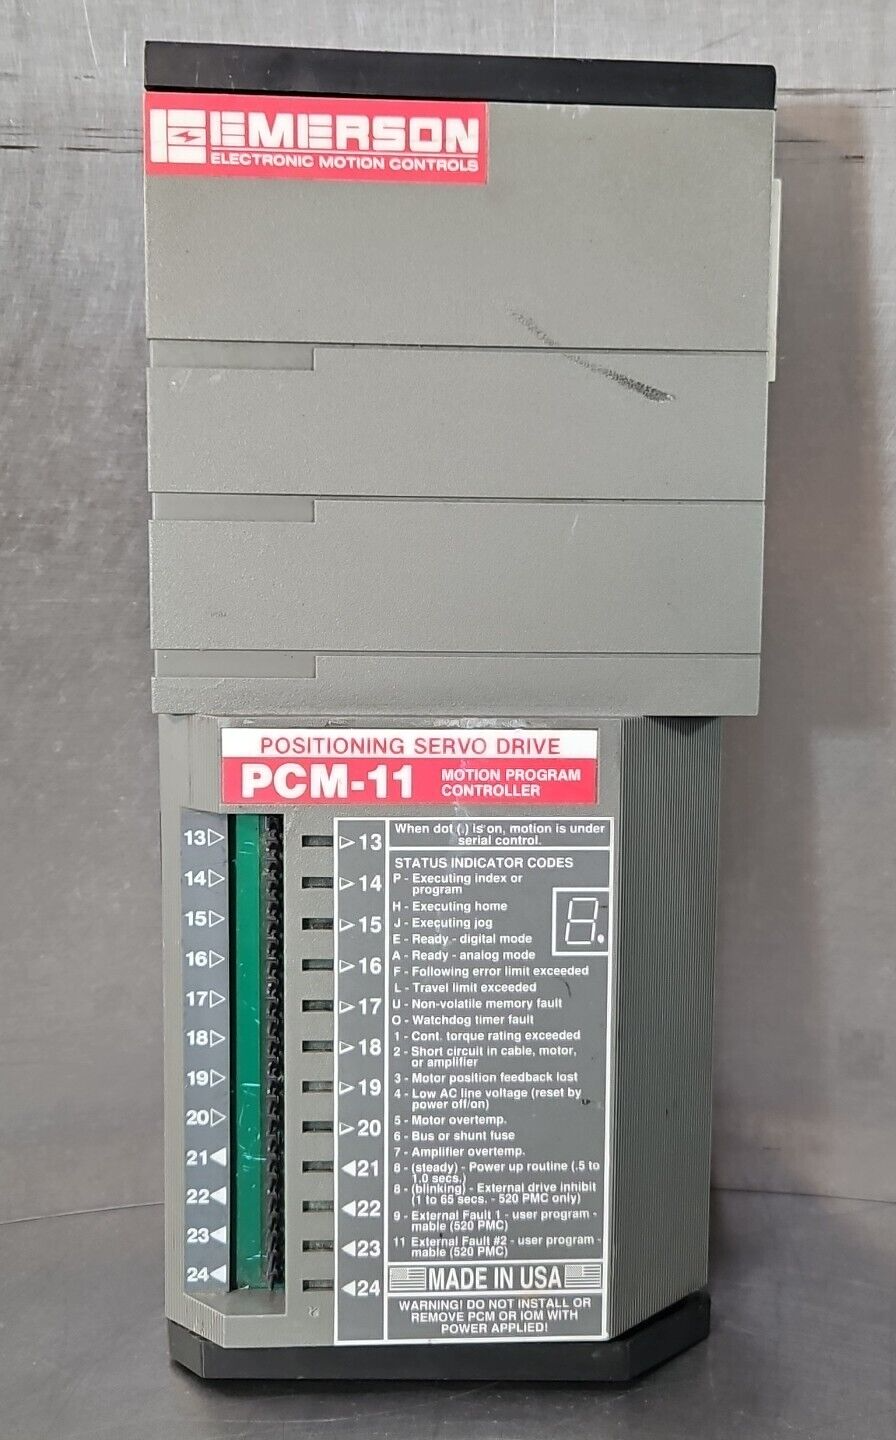 EMERSON
ELECTRONIC MOTION CONTROLS
POSITIONING SERVO DRIVE
PCM-11 MOTION PROGRAM
CONTROLLER
13
14
15
16
17
18
19
20
21
22
23
24
13
14
15
16
17
18
19
20
21
22
23
24
When dot (.) is on, motion is under
serial control.
STATUS INDICATOR CODES
P - Executing index or
program
H - Executing home
J - Executing jog
E - Ready - digital mode
A - Ready - analog mode
F - Following error limit exceeded
L - Travel limit exceeded
U - Non-volatile memory fault
O - Watchdog timer fault
1 - Cont. torque rating exceeded
2 - Short circuit in cable, motor,
or amplifier
3 - Motor position feedback lost
4 - Low AC line voltage (reset by
power off/on)
5 - Motor overtemp.
6 - Bus or shunt fuse
7 - Amplifier overtemp.
8 - (steady) - Power up routine (.5 to
1.0 secs.)
8 - (blinking) - External drive inhibit
(1 to 65 secs. - 520 PMC only)
9 - External Fault 1 - user program -
mable (520 PMC)
11 External Fault #2 - user program -
mable (520 PMC)
8.
MADE IN USA
WARNING! DO NOT INSTALL OR
REMOVE PCM OR IOM WITH
POWER APPLIED!